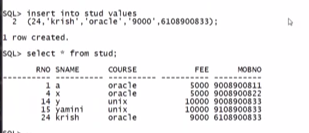 SQL> insert into stud values
2 (24,'krish','oracle','9000',6108900833);
1 row created.
SQL> select * from stud;
RNO SNAME COURSE FEE MOBNO
1 a oracle 5000 9008900811
4 x oracle 5000 9008900822
14 y unix 10000 9008900833
15 yamini unix 10000 9108900833
24 krish oracle 9000 6108900833